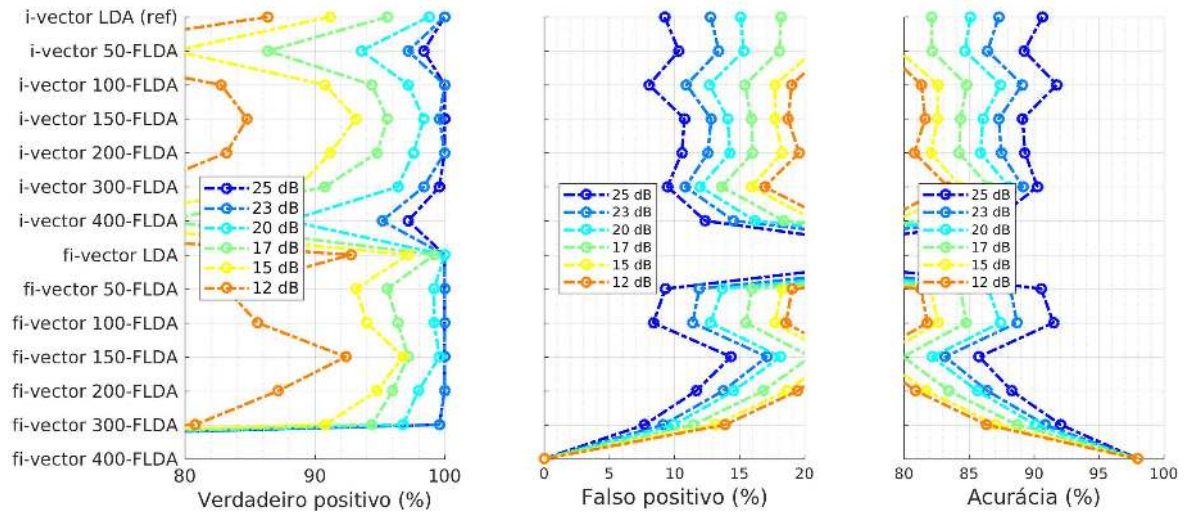 i-vector LDA (ref)
i-vector 50-FLDA
i-vector 100-FLDA
i-vector 150-FLDA
i-vector 200-FLDA
i-vector 300-FLDA
i-vector 400-FLDA
fi-vector LDA
fi-vector 50-FLDA
fi-vector 100-FLDA
fi-vector 150-FLDA
fi-vector 200-FLDA
fi-vector 300-FLDA
fi-vector 400-FLDA
25 dB
23 dB
20 dB
17 dB
15 dB
12 dB
80 90 100
Verdadeiro positivo (%)
25 dB
23 dB
20 dB
17 dB
15 dB
12 dB
0 5 10 15 20
Falso positivo (%)
25 dB
23 dB
20 dB
17 dB
15 dB
12 dB
80 85 90 95 100
Acurácia (%)